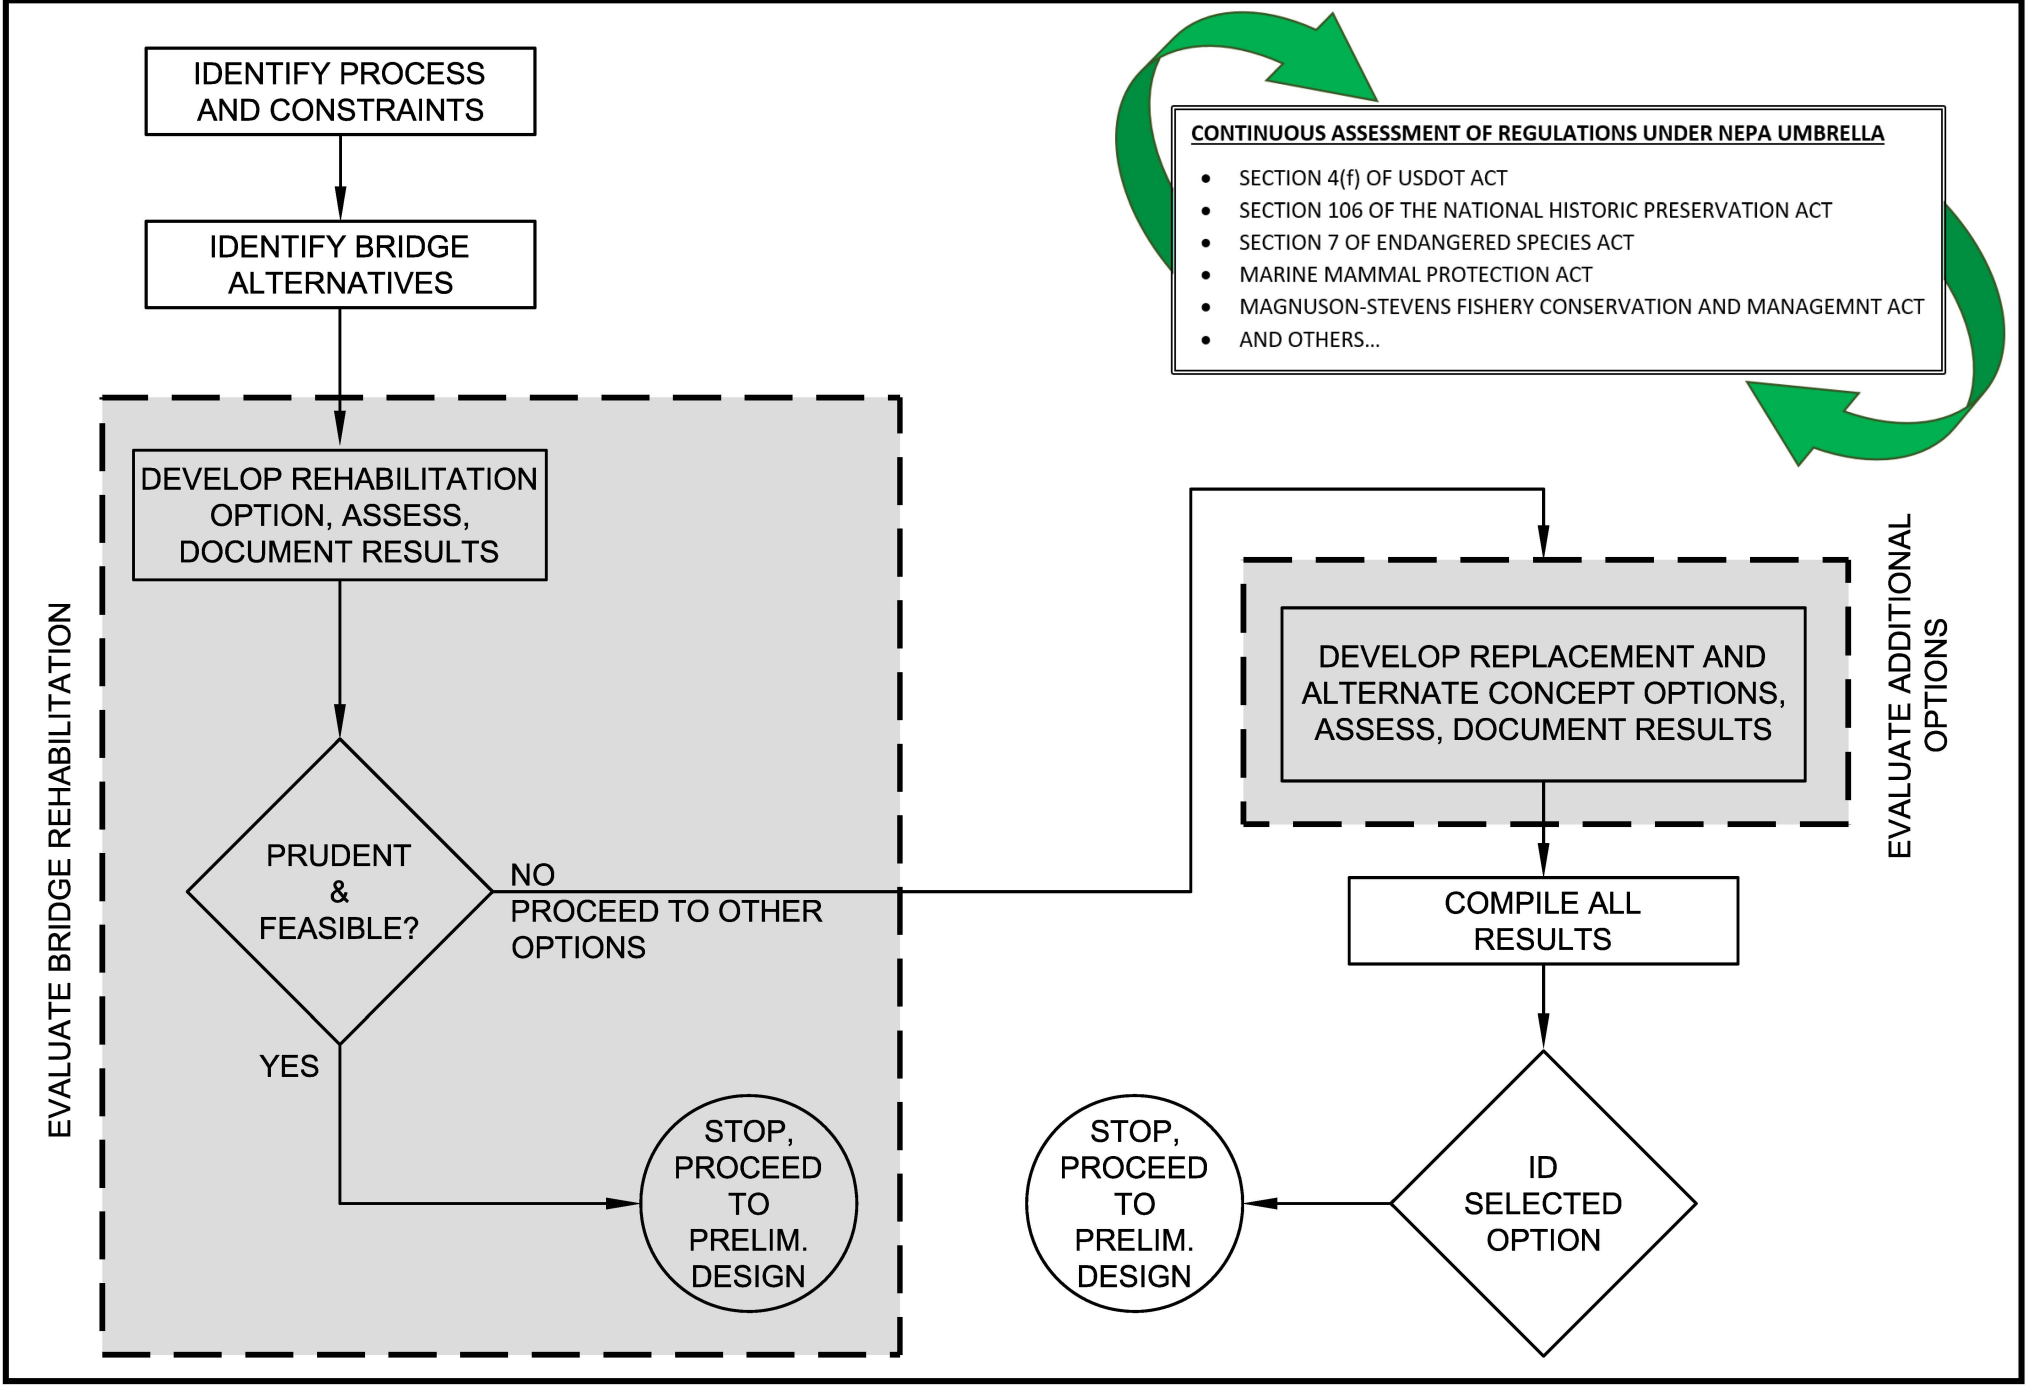 IDENTIFY PROCESS
AND CONSTRAINTS
IDENTIFY BRIDGE
ALTERNATIVES
EVALUATE BRIDGE REHABILITATION
DEVELOP REHABILITATION
OPTION, ASSESS,
DOCUMENT RESULTS
PRUDENT
&
FEASIBLE?
NO
PROCEED TO OTHER
OPTIONS
YES
STOP,
PROCEED
TO
PRELIM.
DESIGN
CONTINUOUS ASSESSMENT OF REGULATIONS UNDER NEPA UMBRELLA
• SECTION 4(f) OF USDOT ACT
• SECTION 106 OF THE NATIONAL HISTORIC PRESERVATION ACT
• SECTION 7 OF ENDANGERED SPECIES ACT
• MARINE MAMMAL PROTECTION ACT
• MAGNUSON-STEVENS FISHERY CONSERVATION AND MANAGEMNT ACT
• AND OTHERS...
EVALUATE ADDITIONAL
OPTIONS
DEVELOP REPLACEMENT AND
ALTERNATE CONCEPT OPTIONS,
ASSESS, DOCUMENT RESULTS
COMPILE ALL
RESULTS
ID
SELECTED
OPTION
STOP,
PROCEED
TO
PRELIM.
DESIGN